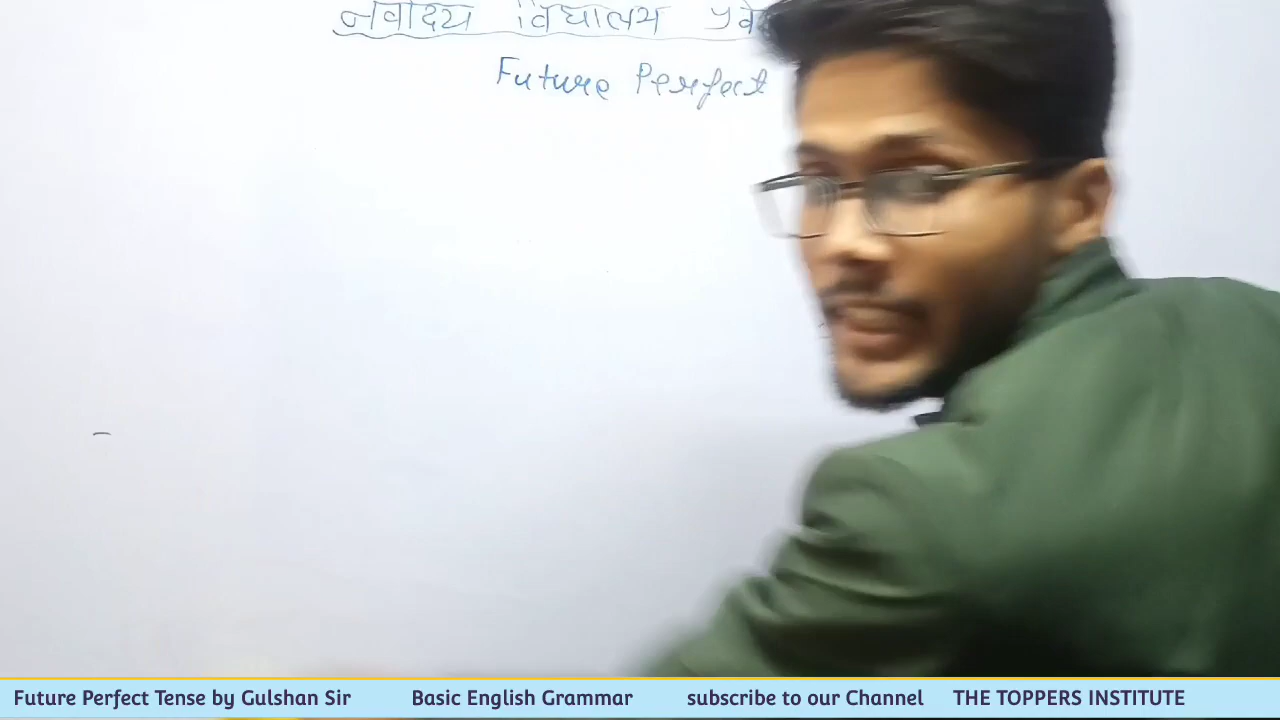 नवोदय विद्यालय
Future Perfect
Future Perfect Tense by Gulshan Sir Basic English Grammar subscribe to our Channel THE TOPPERS INSTITUTE